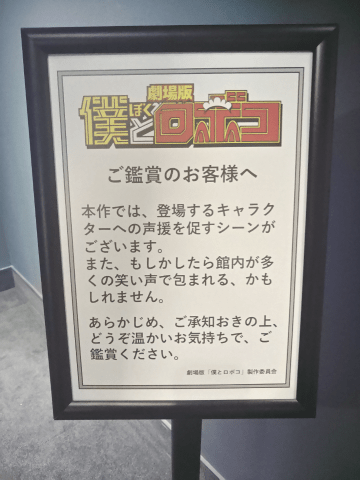 劇場版
僕とロボコ
ぼく
ご鑑賞のお客様へ
本作では、登場するキャラク
ターへの声援を促すシーンが
ございます。
また、もしかしたら館内が多
くの笑い声で包まれる、かも
しれません。
あらかじめ、ご承知おきの上、
どうぞ温かいお気持ちで、ご
鑑賞ください。
劇場版「僕とロボコ」製作委員会